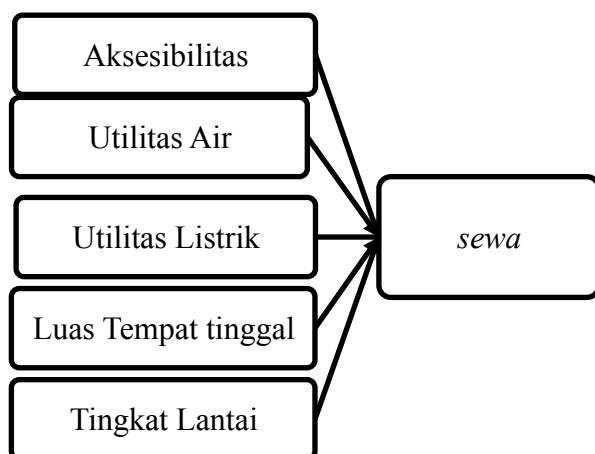 Aksesibilitas
Utilitas Air
Utilitas Listrik
Luas Tempat tinggal
Tingkat Lantai
sewa